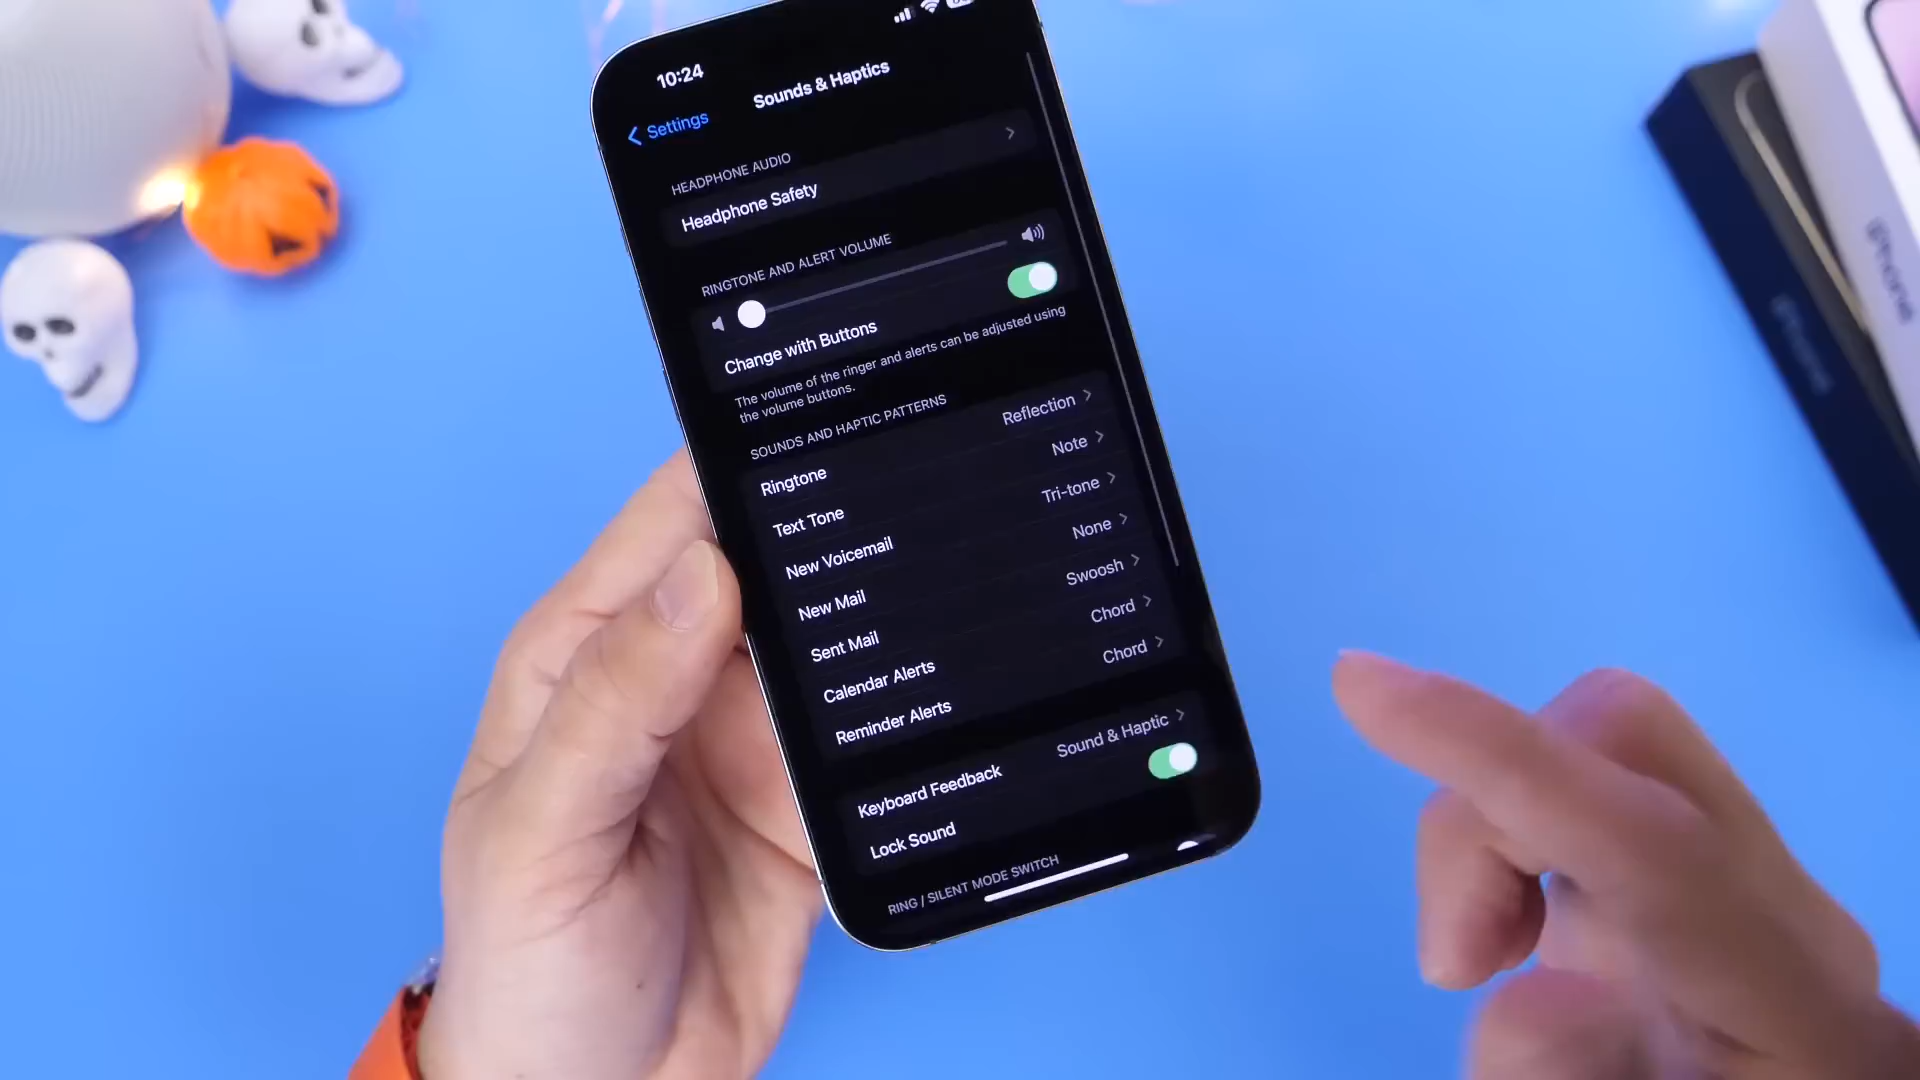 10:24
Settings
Sounds & Haptics
HEADPHONE AUDIO
Headphone Safety
RINGTONE AND ALERT VOLUME
Change with Buttons
The volume of the ringer and alerts can be adjusted using
the volume buttons.
SOUNDS AND HAPTIC PATTERNS
Ringtone Reflection
Text Tone Note
New Voicemail Tri-tone
New Mail None
Sent Mail Swoosh
Calendar Alerts Chord
Reminder Alerts Chord
Keyboard Feedback Sound & Haptic
Lock Sound
RING / SILENT MODE SWITCH
iPhone
iPhone